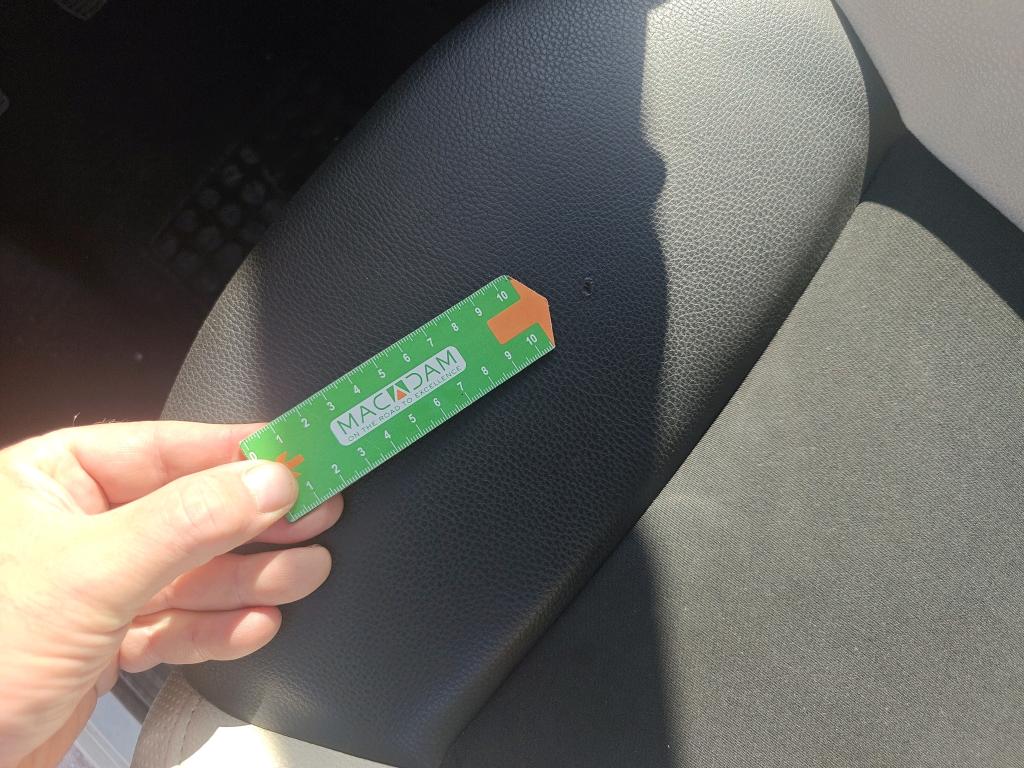 0 1 2 3 4 5 6 7 8 9 10
MACADAM
ON THE ROAD TO EXCELLENCE
1 2 3 4 5 6 7 8 9 10